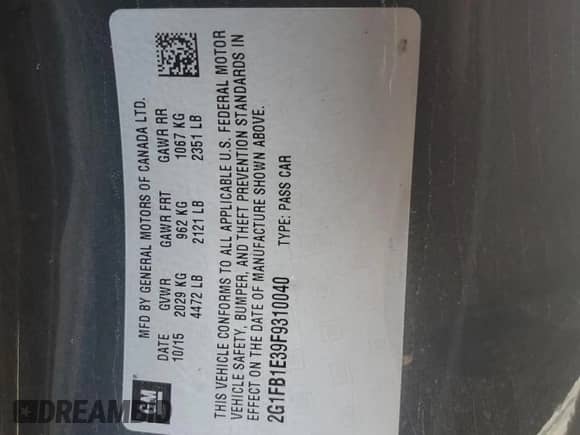 GM
MFD BY GENERAL MOTORS OF CANADA LTD.
DATE GVWR GAWR FRT GAWR RR
10/15 2029 KG 962 KG 1067 KG
4472 LB 2121 LB 2351 LB
THIS VEHICLE CONFORMS TO ALL APPLICABLE U.S. FEDERAL MOTOR
VEHICLE SAFETY, BUMPER, AND THEFT PREVENTION STANDARDS IN
EFFECT ON THE DATE OF MANUFACTURE SHOWN ABOVE.
2G1FB1E39F9310040 TYPE: PASS CAR
DREAMBID